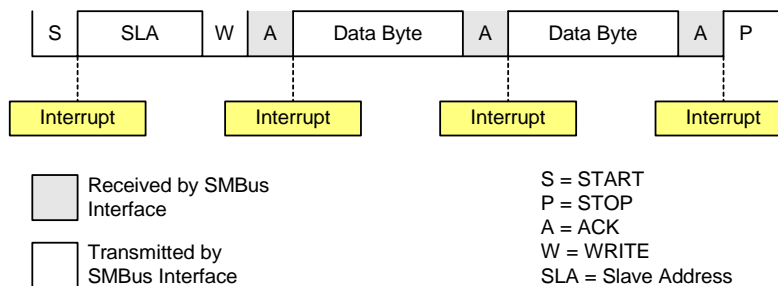 S SLA W A Data Byte A Data Byte A P
Interrupt Interrupt Interrupt Interrupt
Received by SMBus
Interface
Transmitted by
SMBus Interface
S = START
P = STOP
A = ACK
W = WRITE
SLA = Slave Address